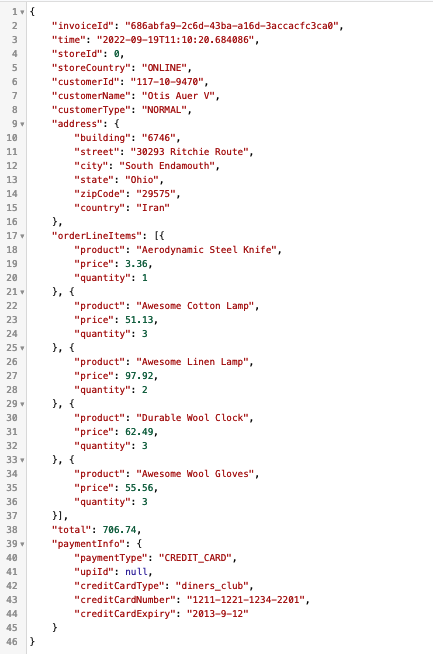 1 {
2 "invoiceId": "686abfa9-2c6d-43ba-a16d-3accacfc3ca0",
3 "time": "2022-09-19T11:10:20.684086",
4 "storeId": 0,
5 "storeCountry": "ONLINE",
6 "customerId": "117-10-9470",
7 "customerName": "Otis Auer V",
8 "customerType": "NORMAL",
9 "address": {
10 "building": "6746",
11 "street": "30293 Ritchie Route",
12 "city": "South Endamouth",
13 "state": "Ohio",
14 "zipCode": "29575",
15 "country": "Iran"
16 },
17 "orderLineItems": [{
18 "product": "Aerodynamic Steel Knife",
19 "price": 3.36,
20 "quantity": 1
21 }, {
22 "product": "Awesome Cotton Lamp",
23 "price": 51.13,
24 "quantity": 3
25 }, {
26 "product": "Awesome Linen Lamp",
27 "price": 97.92,
28 "quantity": 2
29 }, {
30 "product": "Durable Wool Clock",
31 "price": 62.49,
32 "quantity": 3
33 }, {
34 "product": "Awesome Wool Gloves",
35 "price": 55.56,
36 "quantity": 3
37 }],
38 "total": 706.74,
39 "paymentInfo": {
40 "paymentType": "CREDIT_CARD",
41 "upiId": null,
42 "creditCardType": "diners_club",
43 "creditCardNumber": "1211-1221-1234-2201",
44 "creditCardExpiry": "2013-9-12"
45 }
46 }